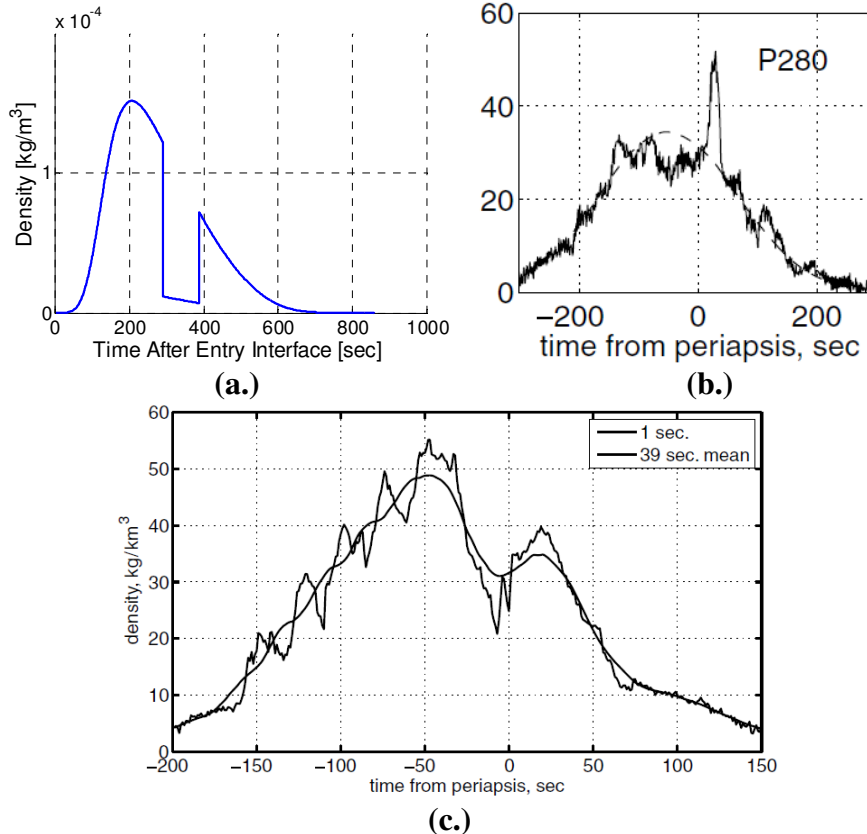 x 10⁻⁴
Density [kg/m³]
1
0
0 200 400 600 800 1000
Time After Entry Interface [sec]
(a.)
60
40
20
0
P280
−200 0 200
time from periapsis, sec
(b.)
60
50
40
30
20
10
0
density, kg/km³
1 sec.
39 sec. mean
−200 −150 −100 −50 0 50 100 150
time from periapsis, sec
(c.)